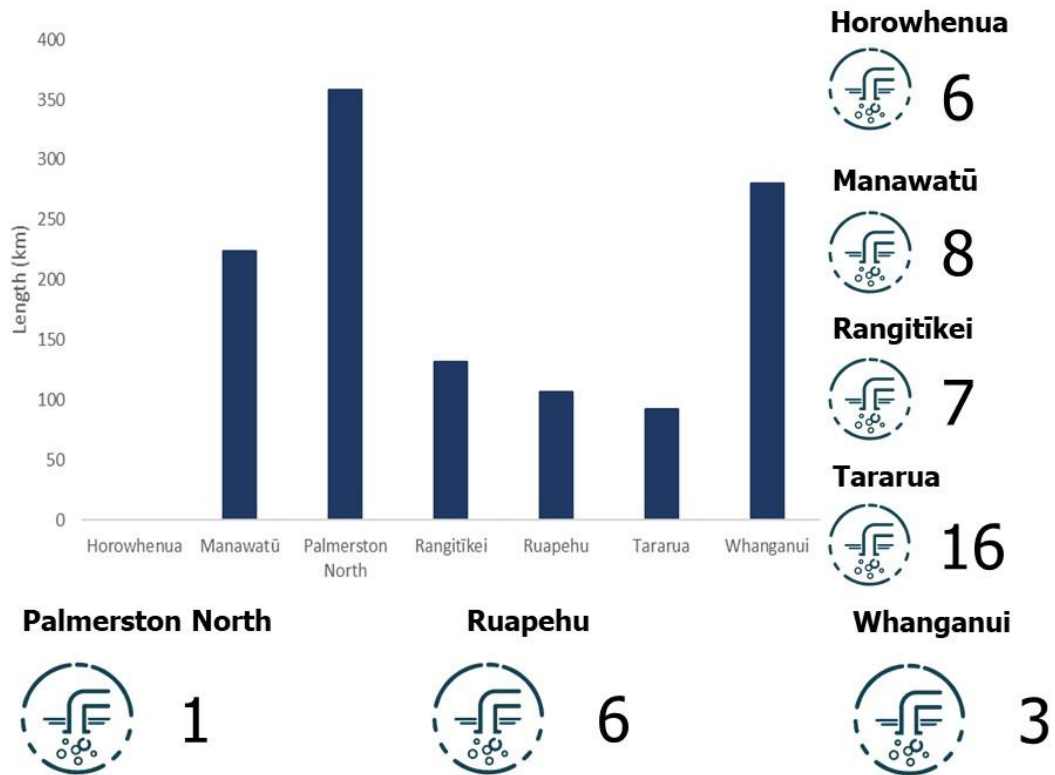 400
350
300
250
200
150
100
50
0
Length (km)
Horowhenua
Manawatū
Palmerston
North
Rangitīkei
Ruapehu
Tararua
Whanganui
Horowhenua
6
Manawatū
8
Rangitīkei
7
Tararua
16
Palmerston North
1
Ruapehu
6
Whanganui
3